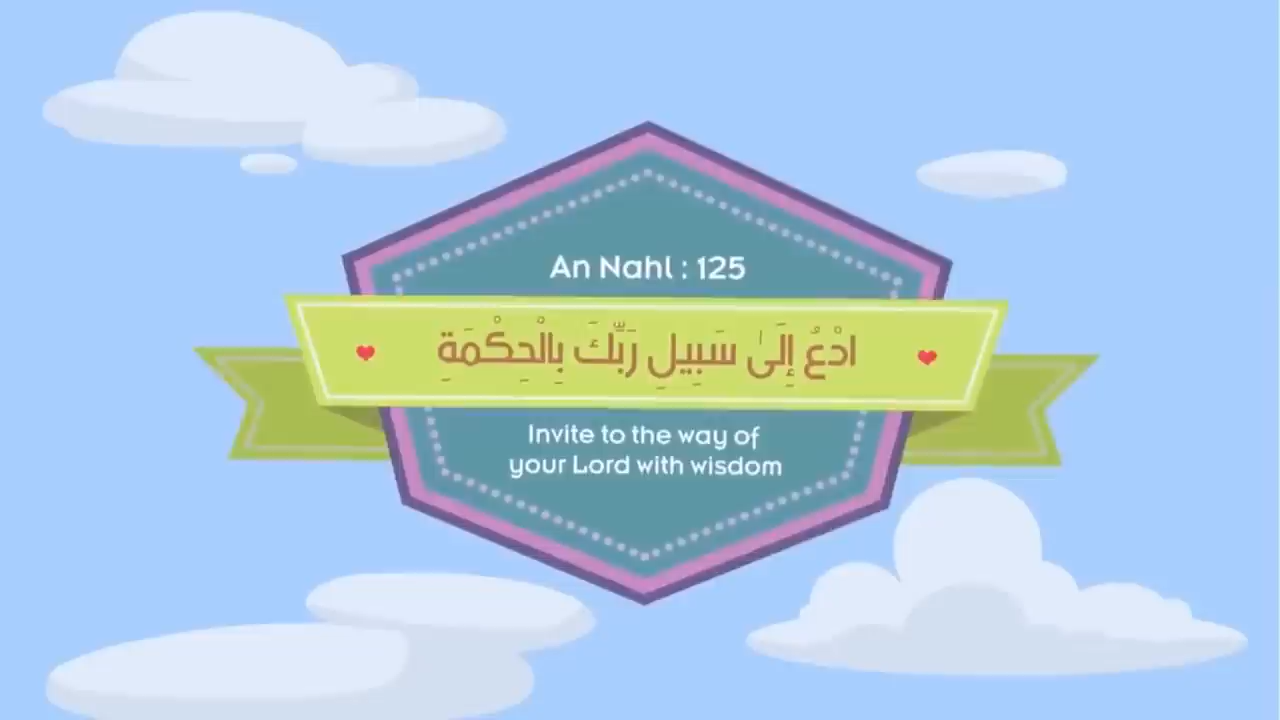 An Nahl : 125
ادْعُ إِلَىٰ سَبِيلِ رَبِّكَ بِالْحِكْمَةِ
Invite to the way of
your Lord with wisdom